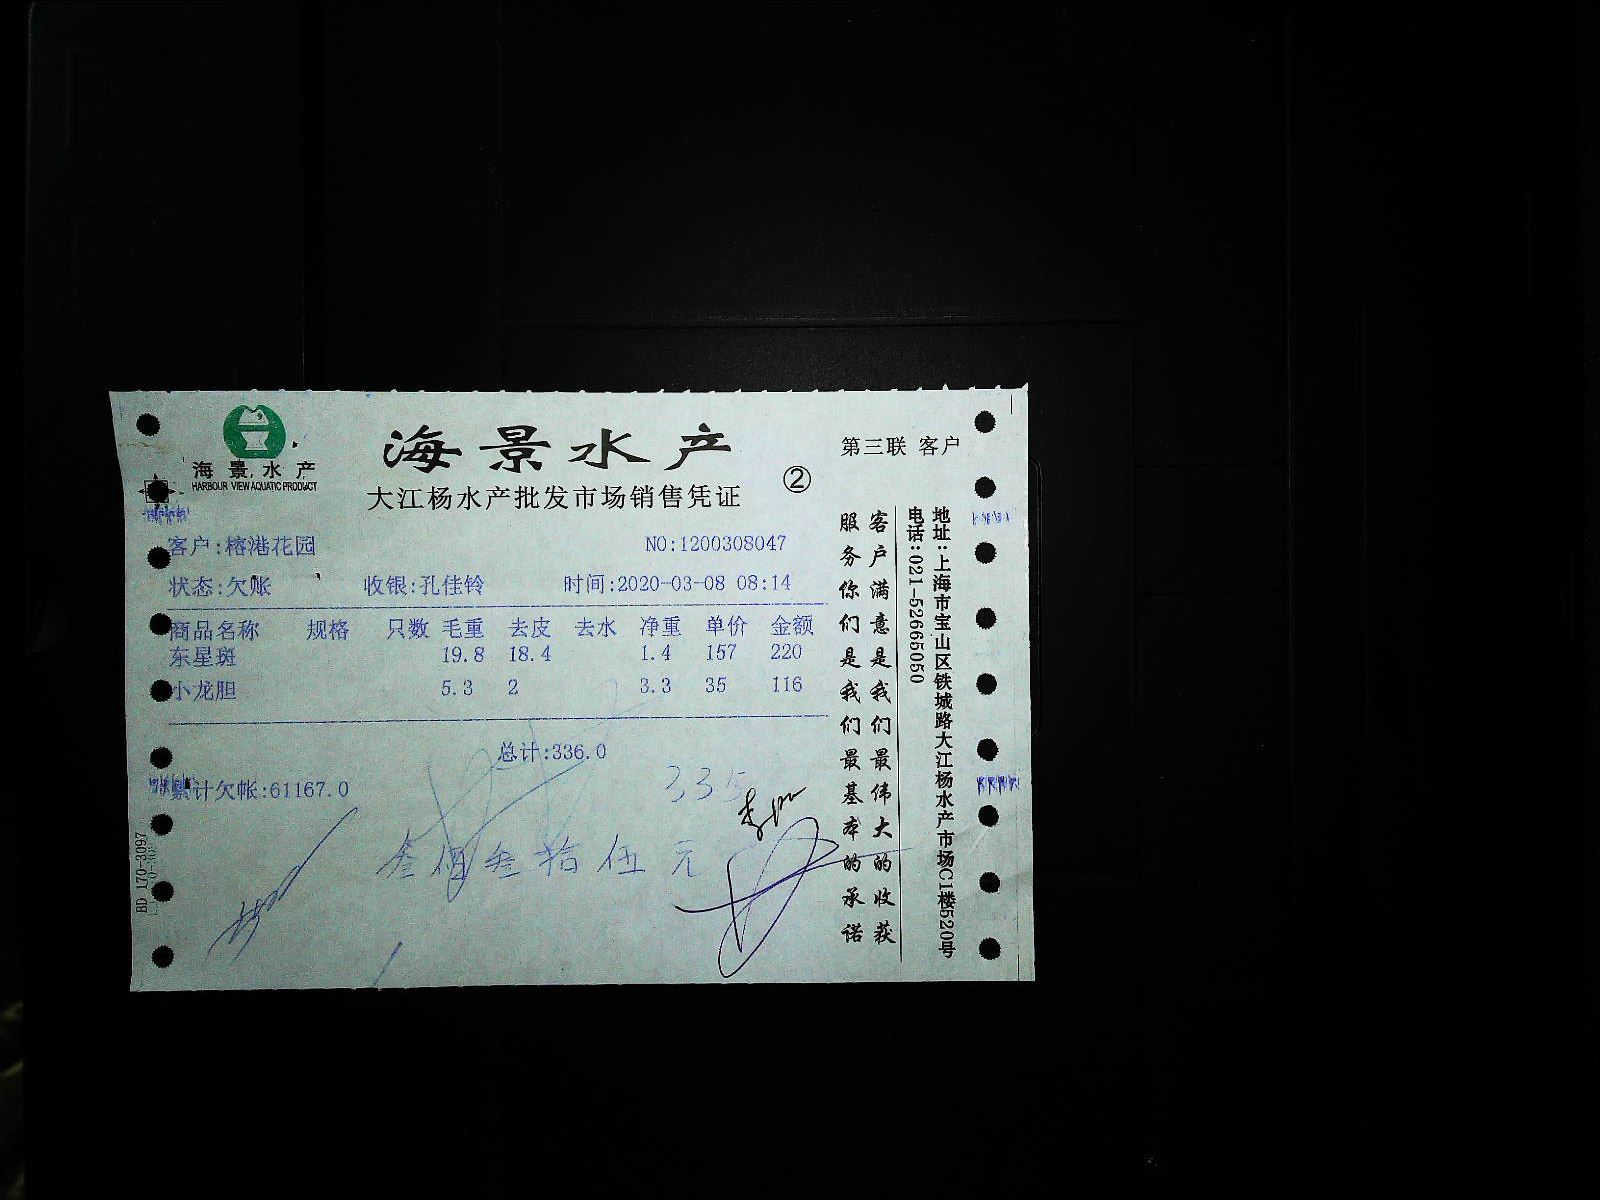 海景水产
HARBOUR VIEW AQUATIC PRODUCT
海景水产
大江杨水产批发市场销售凭证
②
第三联 客户
客户:榕港花园 NO:1200308047
状态:欠账 收银:孔佳铃 时间:2020-03-08 08:14
商品名称 规格 只数 毛重 去皮 去水 净重 单价 金额
东星斑 19.8 18.4 1.4 157 220
小龙胆 5.3 2 3.3 35 116
总计:336.0
累计欠帐:61167.0
335
叁佰叁拾伍元
客户满意是我们最伟大的收获
服务你们是我们最基本的承诺
地址:上海市宝山区铁城路大江杨水产市场C1楼520号
电话:021-52665050
BD 170-3097